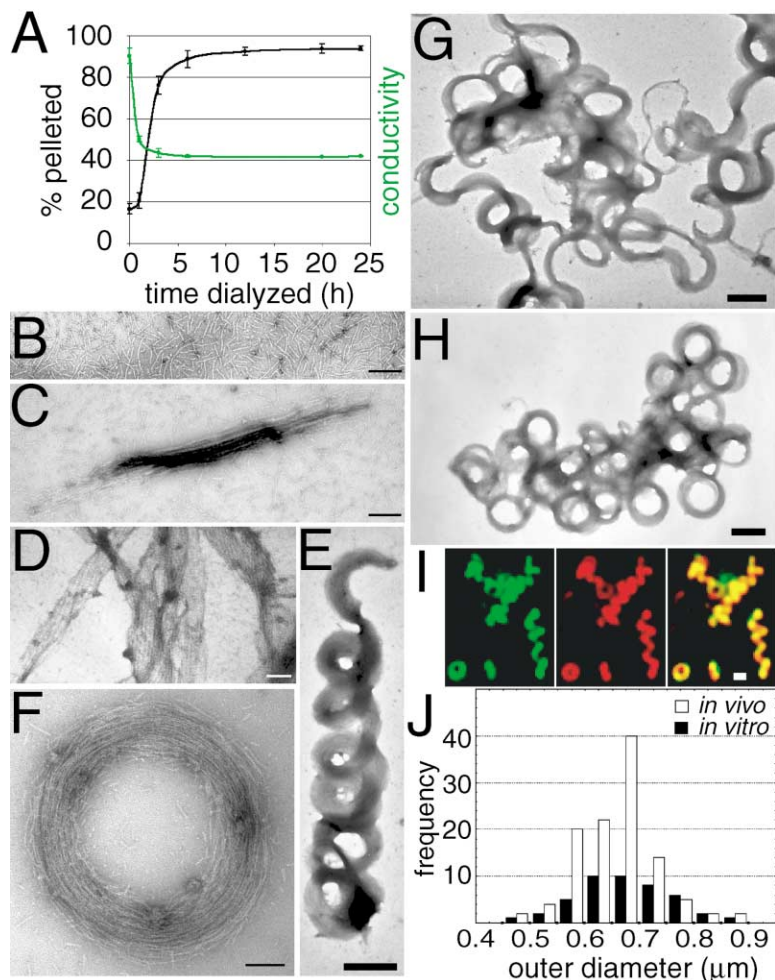 A
100
80
60
40
20
0
% pelleted
conductivity
0 5 10 15 20 25
time dialyzed (h)
B
C
D
E
F
G
H
I
J
in vivo
in vitro
40
30
20
10
frequency
0.4 0.5 0.6 0.7 0.8 0.9
outer diameter (μm)